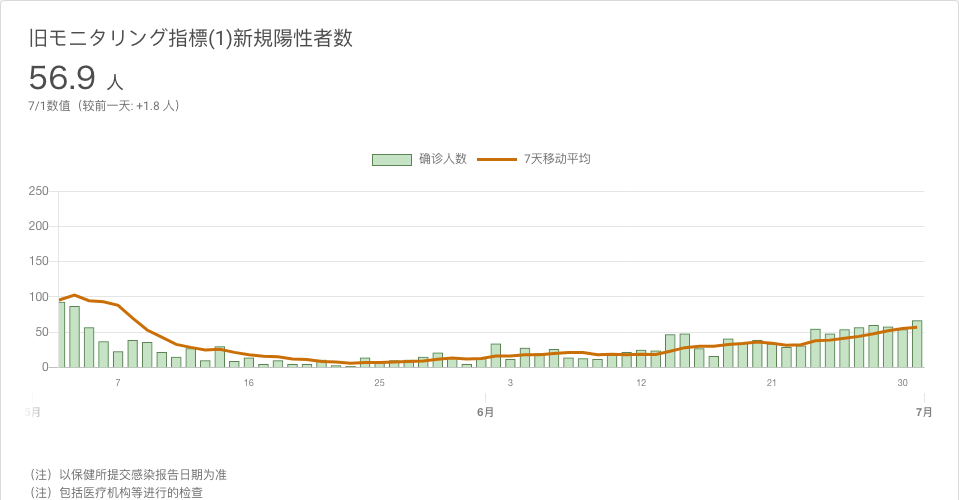 旧モニタリング指標(1)新規陽性者数
56.9 人
7/1数值（较前一天: +1.8 人）
确诊人数 7天移动平均
250
200
150
100
50
0
7 16 25 3 12 21 30
5月 6月 7月
（注）以保健所提交感染报告日期为准
（注）包括医疗机构等进行的检查